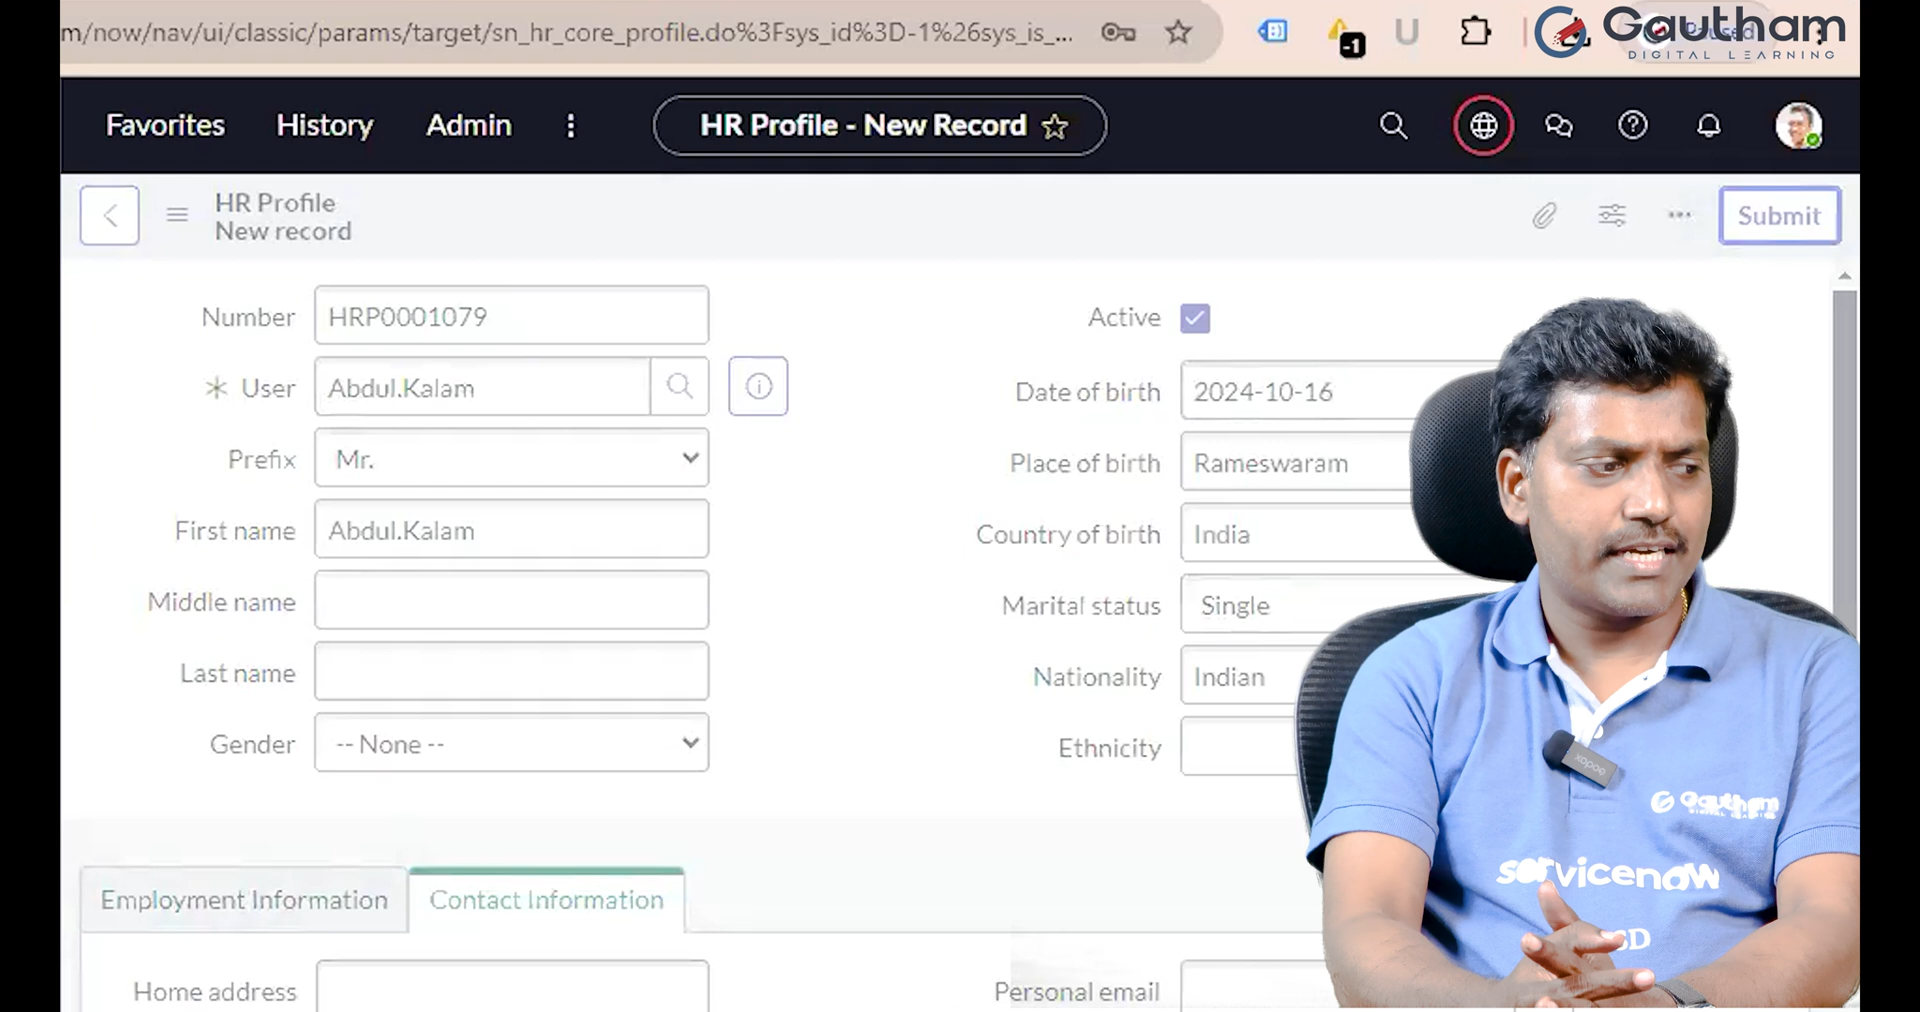 m/now/nav/ui/classic/params/target/sn_hr_core_profile.do%3Fsys_id%3D-1%26sys_is_...
-1
U
Gautham
DIGITAL LEARNING
Favorites
History
Admin
HR Profile - New Record
HR Profile
New record
Submit
Number
HRP0001079
Active
User
Abdul.Kalam
Date of birth
2024-10-16
Prefix
Mr.
Place of birth
Rameswaram
First name
Abdul.Kalam
Country of birth
India
Middle name
Marital status
Single
Last name
Nationality
Indian
Gender
-- None --
Ethnicity
Gautham
servicenow
Employment Information
Contact Information
Home address
Personal email